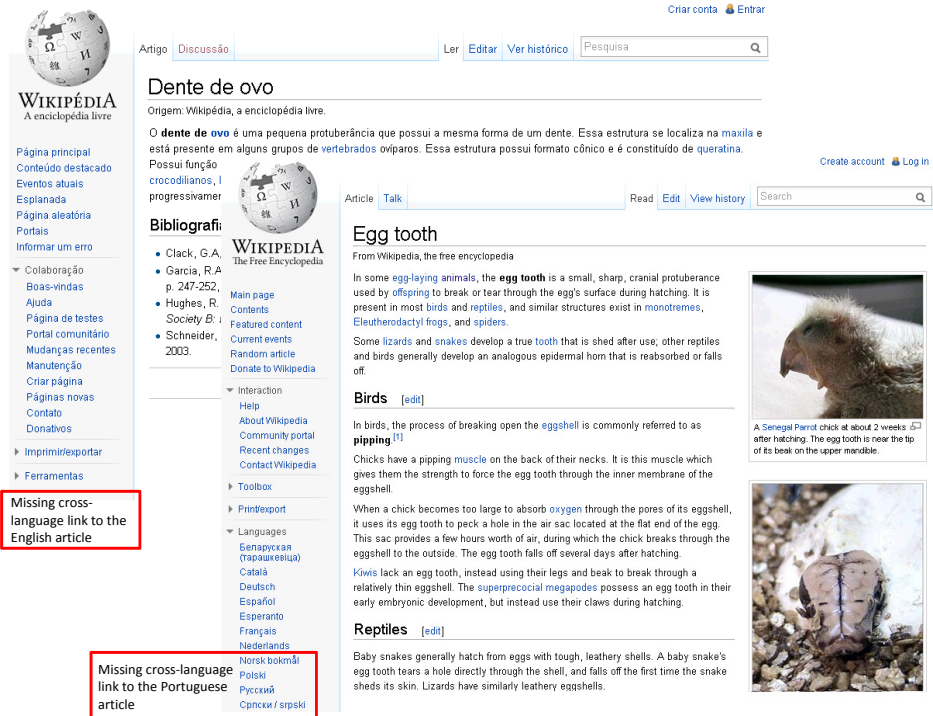 Criar conta Entrar
WIKIPÉDIA
A enciclopédia livre
Artigo Discussão Ler Editar Ver histórico Pesquisa
Dente de ovo
Origem: Wikipédia, a enciclopédia livre.
O dente de ovo é uma pequena protuberância que possui a mesma forma de um dente. Essa estrutura se localiza na maxila e
está presente em alguns grupos de vertebrados ovíparos. Essa estrutura possui formato cônico e é constituído de queratina.
Possui função
crocodilianos,
progressivamen
Bibliografi
Clack, G.A,
Garcia, R.A
p. 247-252,
Hughes, R.
Society B:
Schneider,
2003.
Página principal
Conteúdo destacado
Eventos atuais
Esplanada
Página aleatória
Portais
Informar um erro
Colaboração
Boas-vindas
Ajuda
Página de testes
Portal comunitário
Mudanças recentes
Manutenção
Criar página
Páginas novas
Contato
Donativos
Imprimir/exportar
Ferramentas
Missing cross-
language link to the
English article
Create account Log in
WIKIPEDIA
The Free Encyclopedia
Article Talk Read Edit View history Search
Egg tooth
From Wikipedia, the free encyclopedia
In some egg-laying animals, the egg tooth is a small, sharp, cranial protuberance
used by offspring to break or tear through the egg's surface during hatching. It is
present in most birds and reptiles, and similar structures exist in monotremes,
Eleutherodactyl frogs, and spiders.
Some lizards and snakes develop a true tooth that is shed after use; other reptiles
and birds generally develop an analogous epidermal horn that is reabsorbed or falls
off.
Birds [edit]
In birds, the process of breaking open the eggshell is commonly referred to as
pipping.[1]
Chicks have a pipping muscle on the back of their necks. It is this muscle which
gives them the strength to force the egg tooth through the inner membrane of the
eggshell.
When a chick becomes too large to absorb oxygen through the pores of its eggshell,
it uses its egg tooth to peck a hole in the air sac located at the flat end of the egg.
This sac provides a few hours worth of air, during which the chick breaks through the
eggshell to the outside. The egg tooth falls off several days after hatching.
Kiwis lack an egg tooth, instead using their legs and beak to break through a
relatively thin eggshell. The superprecocial megapodes possess an egg tooth in their
early embryonic development, but instead use their claws during hatching.
Reptiles [edit]
Baby snakes generally hatch from eggs with tough, leathery shells. A baby snake's
egg tooth tears a hole directly through the shell, and falls off the first time the snake
sheds its skin. Lizards have similarly leathery eggshells.
A Senegal Parrot chick at about 2 weeks
after hatching. The egg tooth is near the tip
of its beak on the upper mandible.
Main page
Contents
Featured content
Current events
Random article
Donate to Wikipedia
Interaction
Help
About Wikipedia
Community portal
Recent changes
Contact Wikipedia
Toolbox
Print/export
Languages
Беларуская
(тарашкевіца)
Català
Deutsch
Español
Esperanto
Français
Nederlands
Norsk bokmål
Polski
Русский
Српски / srpski
Missing cross-language
link to the Portuguese
article